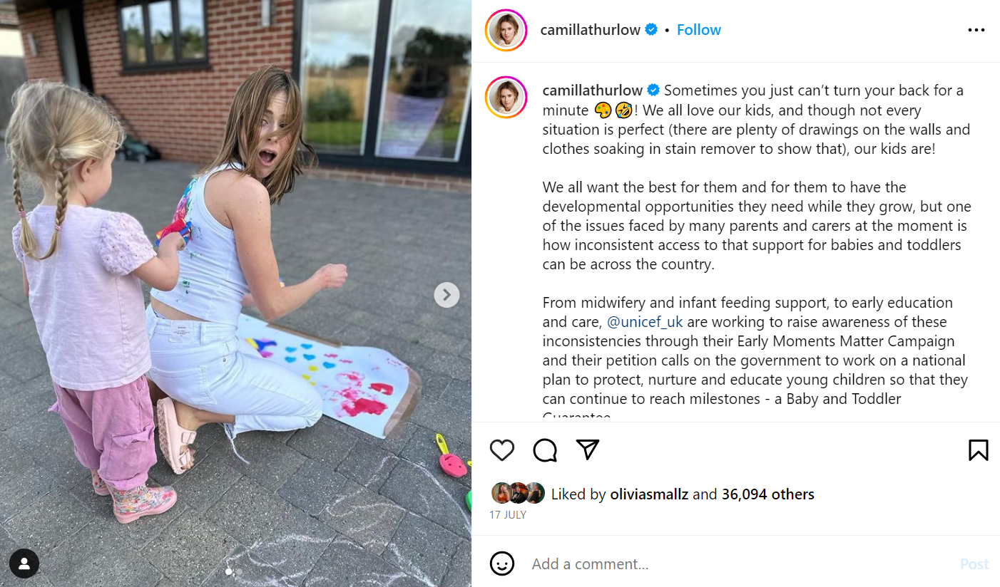 camillathurlow • Follow
camillathurlow Sometimes you just can't turn your back for a
minute 🎨🤣! We all love our kids, and though not every
situation is perfect (there are plenty of drawings on the walls and
clothes soaking in stain remover to show that), our kids are!
We all want the best for them and for them to have the
developmental opportunities they need while they grow, but one
of the issues faced by many parents and carers at the moment is
how inconsistent access to that support for babies and toddlers
can be across the country.
From midwifery and infant feeding support, to early education
and care, @unicef_uk are working to raise awareness of these
inconsistencies through their Early Moments Matter Campaign
and their petition calls on the government to work on a national
plan to protect, nurture and educate young children so that they
can continue to reach milestones - a Baby and Toddler
Guarantee
Liked by oliviasmallz and 36,094 others
17 JULY
Add a comment…
Post